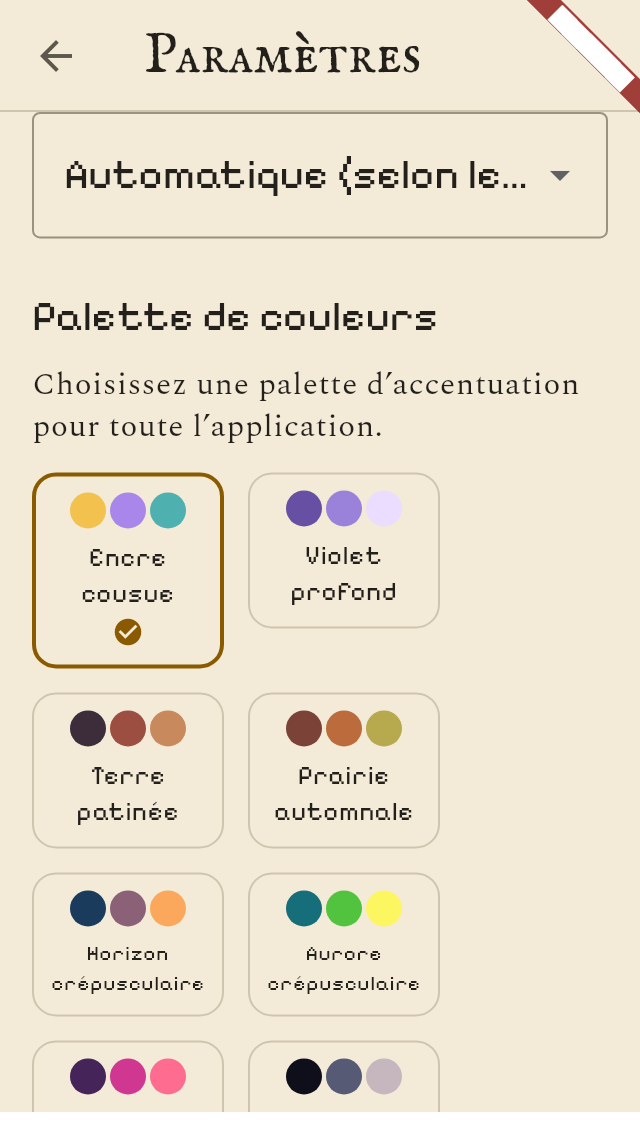 Paramètres
Automatique (selon le...
Palette de couleurs
Choisissez une palette d’accentuation
pour toute l’application.
Encre
cousue
Violet
profond
Terre
patinée
Prairie
automnale
Horizon
crépusculaire
Aurore
crépusculaire